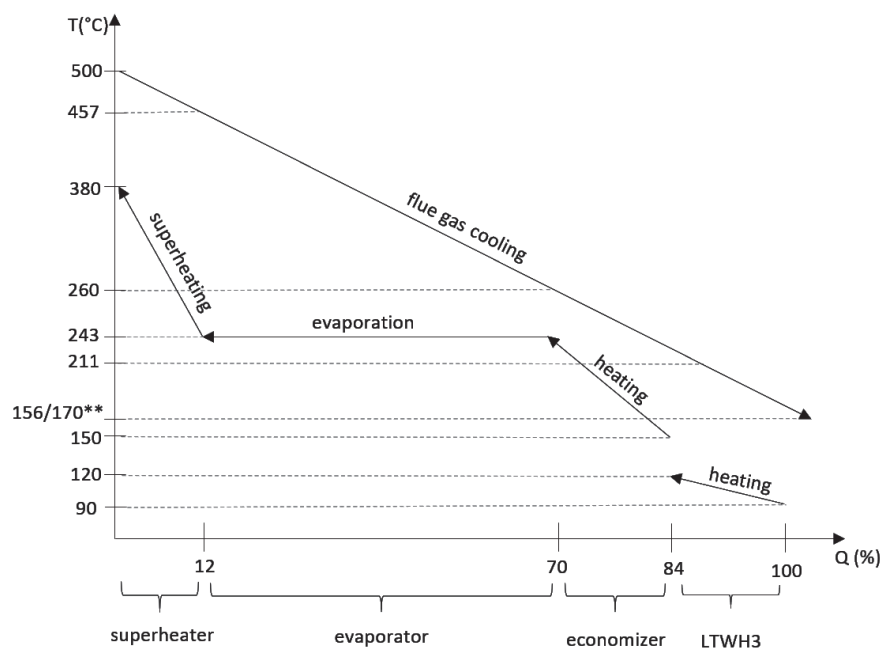 T(°C)
500
457
380
260
243
211
156/170**
150
120
90
flue gas cooling
superheating
evaporation
heating
heating
12
70
84
100
Q (%)
superheater
evaporator
economizer
LTWH3